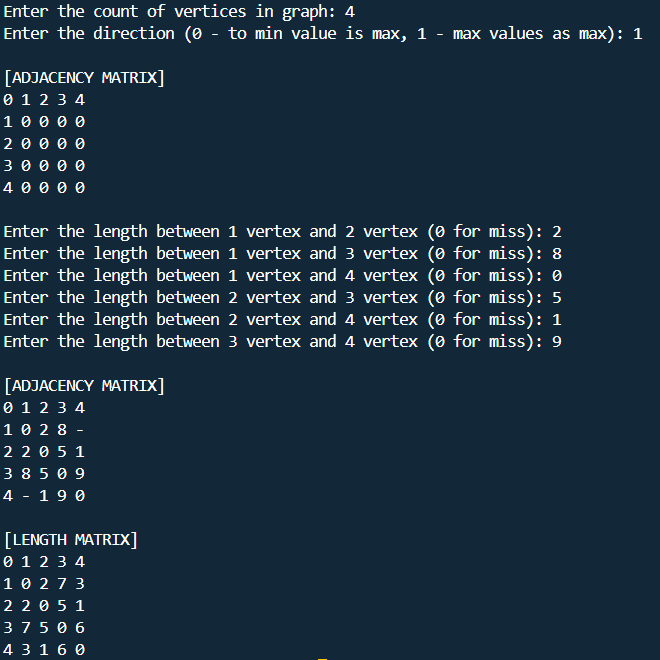 Enter the count of vertices in graph: 4
Enter the direction (0 - to min value is max, 1 - max values as max): 1
[ADJACENCY MATRIX]
0 1 2 3 4
1 0 0 0 0
2 0 0 0 0
3 0 0 0 0
4 0 0 0 0
Enter the length between 1 vertex and 2 vertex (0 for miss): 2
Enter the length between 1 vertex and 3 vertex (0 for miss): 8
Enter the length between 1 vertex and 4 vertex (0 for miss): 0
Enter the length between 2 vertex and 3 vertex (0 for miss): 5
Enter the length between 2 vertex and 4 vertex (0 for miss): 1
Enter the length between 3 vertex and 4 vertex (0 for miss): 9
[ADJACENCY MATRIX]
0 1 2 3 4
1 0 2 8 -
2 2 0 5 1
3 8 5 0 9
4 - 1 9 0
[LENGTH MATRIX]
0 1 2 3 4
1 0 2 7 3
2 2 0 5 1
3 7 5 0 6
4 3 1 6 0